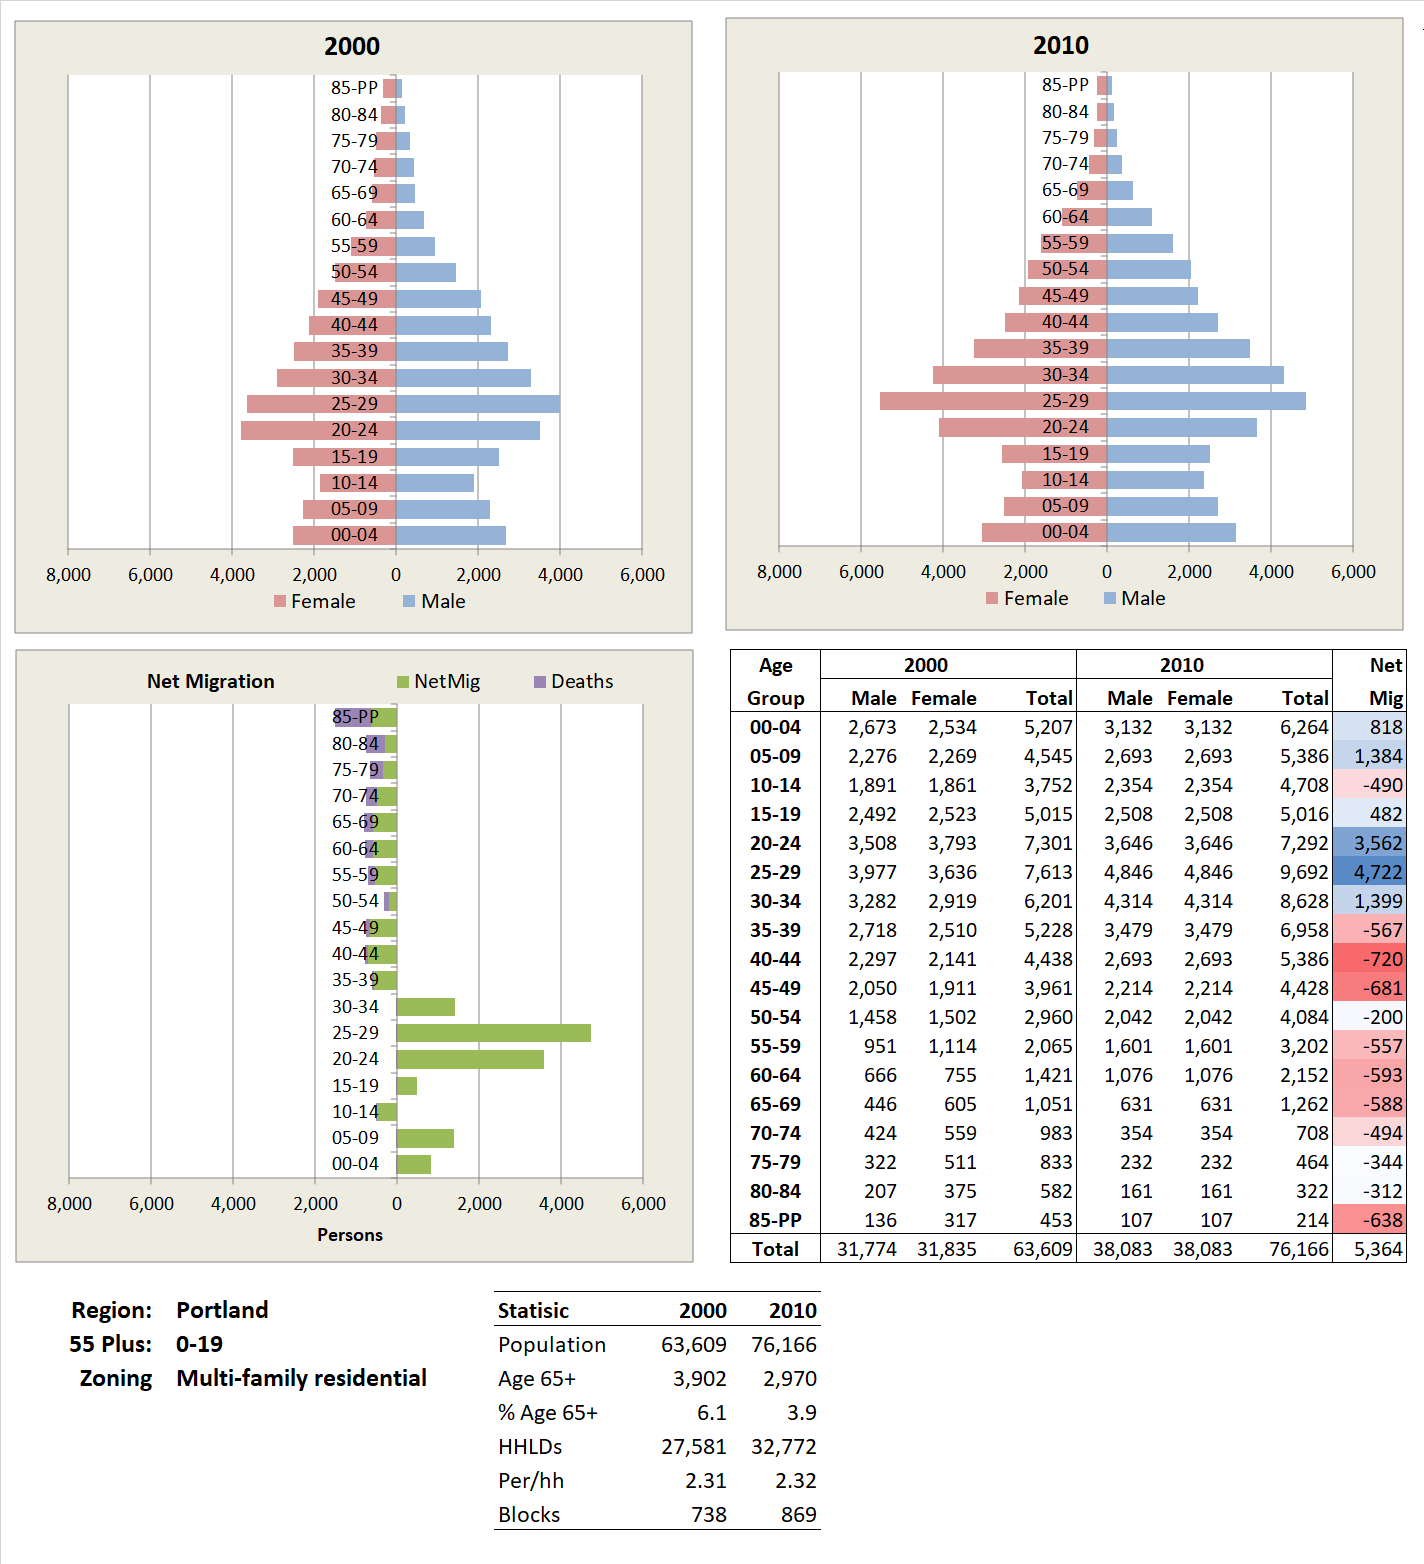 2000
85-PP
80-84
75-79
70-74
65-69
60-64
55-59
50-54
45-49
40-44
35-39
30-34
25-29
20-24
15-19
10-14
05-09
00-04
8,000 6,000 4,000 2,000 0 2,000 4,000 6,000
Female Male
2010
85-PP
80-84
75-79
70-74
65-69
60-64
55-59
50-54
45-49
40-44
35-39
30-34
25-29
20-24
15-19
10-14
05-09
00-04
8,000 6,000 4,000 2,000 0 2,000 4,000 6,000
Female Male
Net Migration NetMig Deaths
85-PP
80-84
75-79
70-74
65-69
60-64
55-59
50-54
45-49
40-44
35-39
30-34
25-29
20-24
15-19
10-14
05-09
00-04
8,000 6,000 4,000 2,000 0 2,000 4,000 6,000
Persons
Age 2000 2010 Net
Group Male Female Total Male Female Total Mig
00-04 2,673 2,534 5,207 3,132 3,132 6,264 818
05-09 2,276 2,269 4,545 2,693 2,693 5,386 1,384
10-14 1,891 1,861 3,752 2,354 2,354 4,708 -490
15-19 2,492 2,523 5,015 2,508 2,508 5,016 482
20-24 3,508 3,793 7,301 3,646 3,646 7,292 3,562
25-29 3,977 3,636 7,613 4,846 4,846 9,692 4,722
30-34 3,282 2,919 6,201 4,314 4,314 8,628 1,399
35-39 2,718 2,510 5,228 3,479 3,479 6,958 -567
40-44 2,297 2,141 4,438 2,693 2,693 5,386 -720
45-49 2,050 1,911 3,961 2,214 2,214 4,428 -681
50-54 1,458 1,502 2,960 2,042 2,042 4,084 -200
55-59 951 1,114 2,065 1,601 1,601 3,202 -557
60-64 666 755 1,421 1,076 1,076 2,152 -593
65-69 446 605 1,051 631 631 1,262 -588
70-74 424 559 983 354 354 708 -494
75-79 322 511 833 232 232 464 -344
80-84 207 375 582 161 161 322 -312
85-PP 136 317 453 107 107 214 -638
Total 31,774 31,835 63,609 38,083 38,083 76,166 5,364
Region: Portland
55 Plus: 0-19
Zoning Multi-family residential
Statisic 2000 2010
Population 63,609 76,166
Age 65+ 3,902 2,970
% Age 65+ 6.1 3.9
HHLDs 27,581 32,772
Per/hh 2.31 2.32
Blocks 738 869